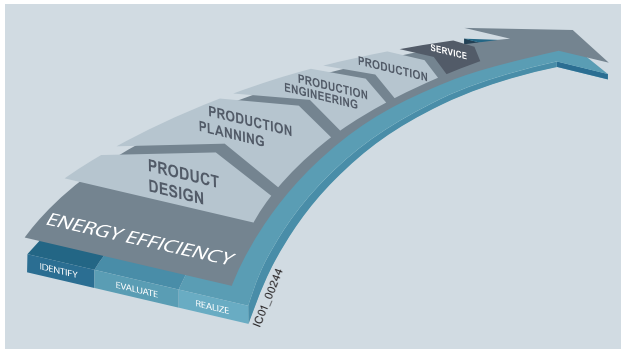 SERVICE
PRODUCTION
PRODUCTION
ENGINEERING
PRODUCTION
PLANNING
PRODUCT
DESIGN
ENERGY EFFICIENCY
IDENTIFY
EVALUATE
REALIZE
IC01_00244